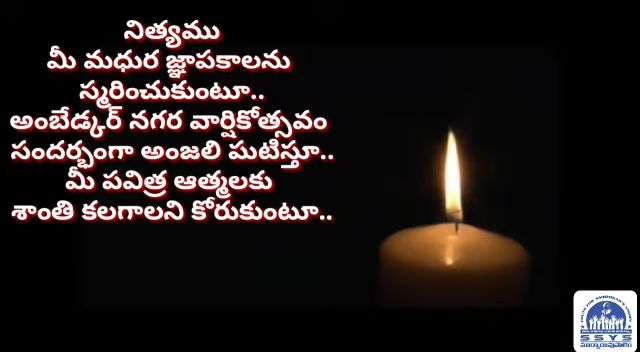 నిత్యము
మీ మధుర జ్ఞాపకాలను
స్మరించుకుంటూ..
అంబేడ్కర్ నగర వార్షికోత్సవం
సందర్భంగా అంజలి ఘటిస్తూ..
మీ పవిత్ర ఆత్మలకు
శాంతి కలగాలని కోరుకుంటూ..
SSYS